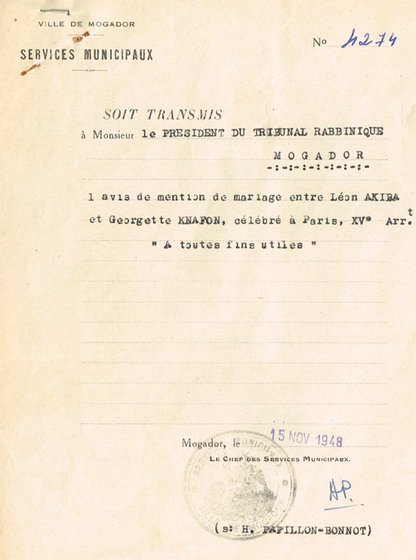 VILLE DE MOGADOR
SERVICES MUNICIPAUX
No 4274
SOIT TRANSMIS
à Monsieur le PRESIDENT DU TRIBUNAL RABBINIQUE
MOGADOR
-:-:-:-:-:-:-:-
1 avis de mention de mariage entre Léon AKIBA
et Georgette KNAFON, célébré à Paris, XVe Arrt.
" A toutes fins utiles "
Mogador, le 15 NOV 1948
LE CHEF DES SERVICES MUNICIPAUX.
AP.
(s: H. PAPILLON-BONNOT)